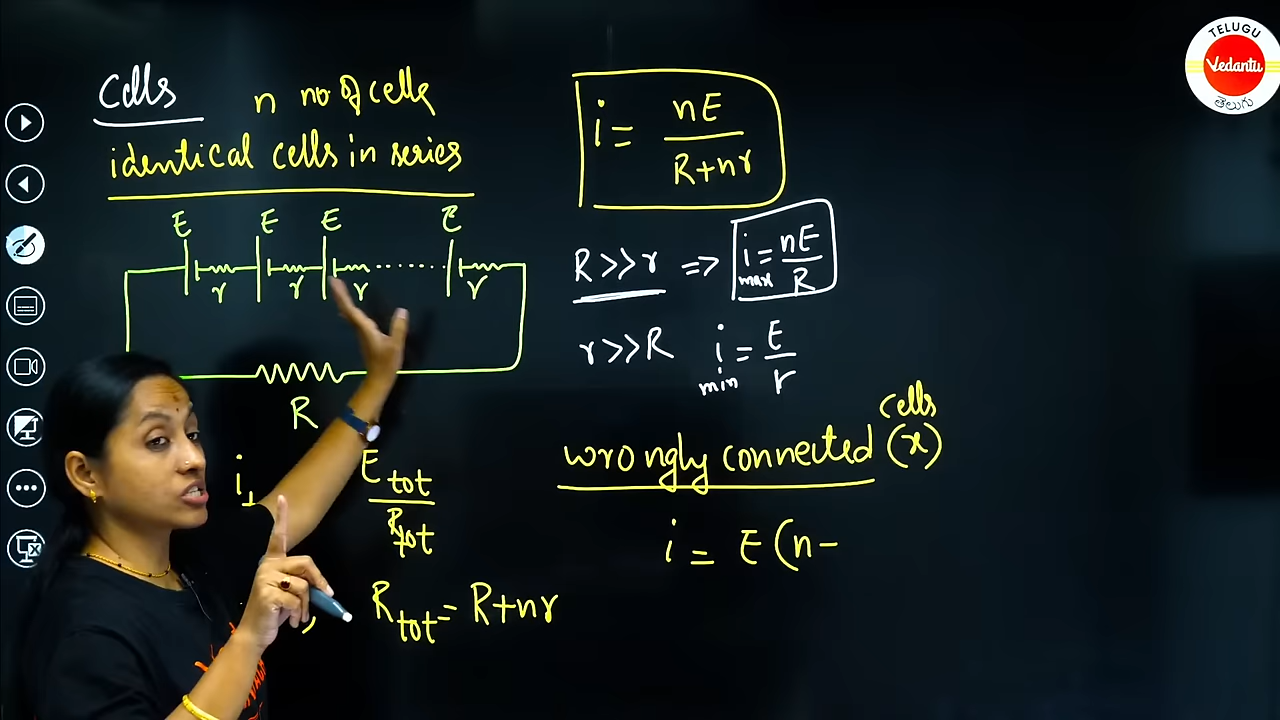 TELUGU
Vedantu
తెలుగు
Cells
n no of cells
identical cells in series
E E E E
r r r r
R
i
E tot
R tot
R tot = R+nr
i = nE
R+nr
R>>r => i max = nE
R
r>>R i min = E
r
cells
wrongly connected (x)
i = E (n-